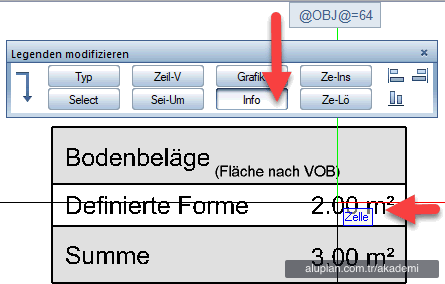 @OBJ@=64
Legenden modifizieren
Typ Zeil-V Grafik Ze-Ins
Select Sei-Um Info Ze-Lö
Bodenbeläge (Fläche nach VOB)
Definierte Forme 2.00 m²
Zelle
Summe 3.00 m²
aluplan.com.tr/akademi